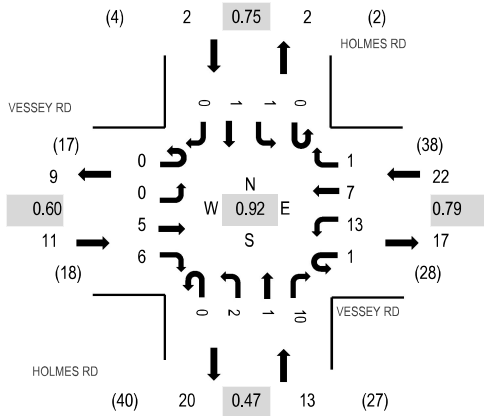 (4) 2 0.75 2 (2)
HOLMES RD
VESSEY RD
0 1 1 0
(17) 0 1 (38)
9 22
0 N 7
0.60 W 0.92 E 0.79
5 S 13
11 17
6 1
(18) (28)
0 2 1 10
VESSEY RD
HOLMES RD
(40) 20 0.47 13 (27)